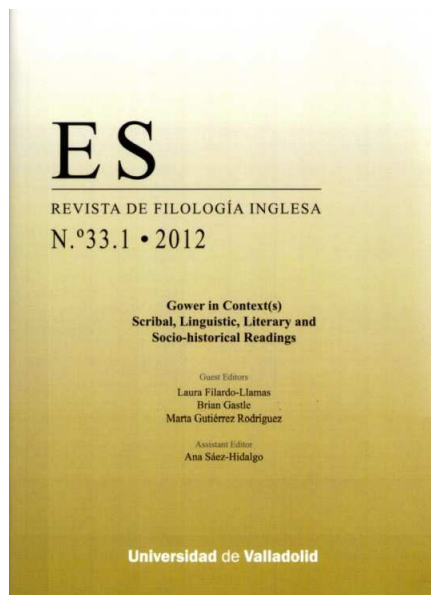 ES
REVISTA DE FILOLOGÍA INGLESA
N.º33.1 • 2012
Gower in Context(s)
Scribal, Linguistic, Literary and
Socio-historical Readings
Guest Editors
Laura Filardo-Llamas
Brian Gastle
Marta Gutiérrez Rodríguez
Assistant Editor
Ana Sáez-Hidalgo
Universidad de Valladolid